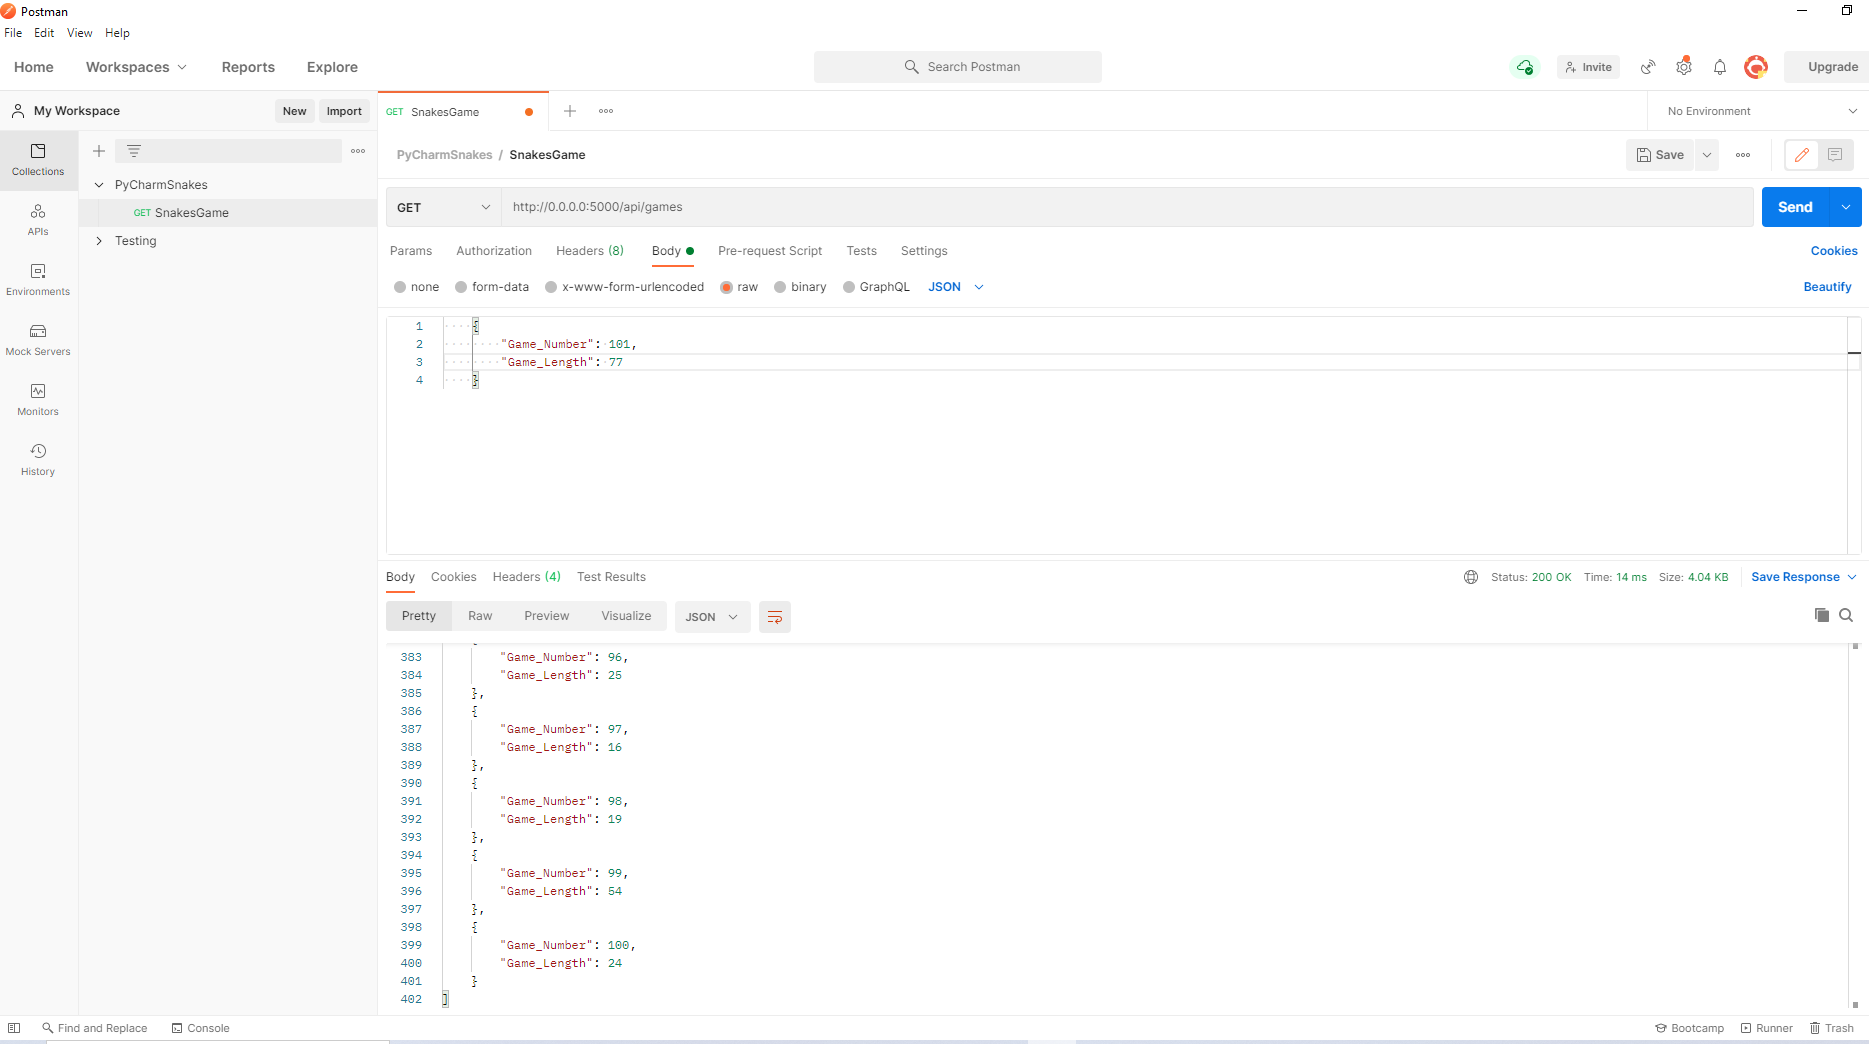 Postman
File Edit View Help
Home Workspaces Reports Explore Search Postman Invite Upgrade
My Workspace New Import GET SnakesGame No Environment
PyCharmSnakes / SnakesGame Save
Collections
APIs
Environments
Mock Servers
Monitors
History
PyCharmSnakes
GET SnakesGame
Testing
GET http://0.0.0.0:5000/api/games Send
Params Authorization Headers (8) Body Pre-request Script Tests Settings Cookies
none form-data x-www-form-urlencoded raw binary GraphQL JSON Beautify
1 {
2 "Game_Number": 101,
3 "Game_Length": 77
4 }
Body Cookies Headers (4) Test Results Status: 200 OK Time: 14 ms Size: 4.04 KB Save Response
Pretty Raw Preview Visualize JSON
383 "Game_Number": 96,
384 "Game_Length": 25
385 },
386 {
387 "Game_Number": 97,
388 "Game_Length": 16
389 },
390 {
391 "Game_Number": 98,
392 "Game_Length": 19
393 },
394 {
395 "Game_Number": 99,
396 "Game_Length": 54
397 },
398 {
399 "Game_Number": 100,
400 "Game_Length": 24
401 }
402 ]
Find and Replace Console Bootcamp Runner Trash